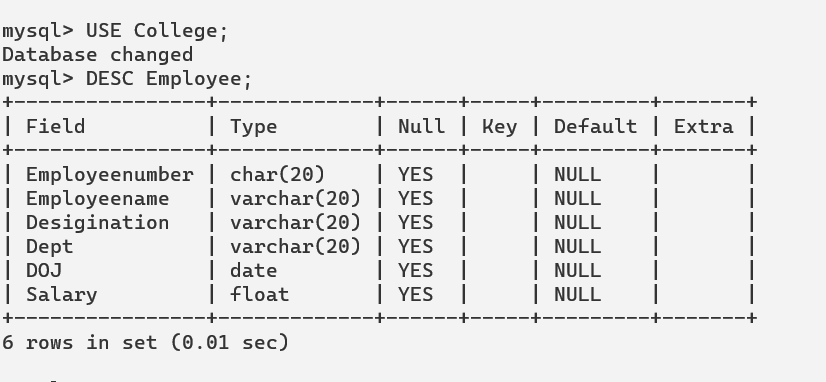 mysql> USE College;
Database changed
mysql> DESC Employee;
+----------------+-------------+------+-----+---------+-------+
| Field          | Type        | Null | Key | Default | Extra |
+----------------+-------------+------+-----+---------+-------+
| Employeenumber | char(20)    | YES  |     | NULL    |       |
| Employeename   | varchar(20) | YES  |     | NULL    |       |
| Desigination   | varchar(20) | YES  |     | NULL    |       |
| Dept           | varchar(20) | YES  |     | NULL    |       |
| DOJ            | date        | YES  |     | NULL    |       |
| Salary         | float       | YES  |     | NULL    |       |
+----------------+-------------+------+-----+---------+-------+
6 rows in set (0.01 sec)